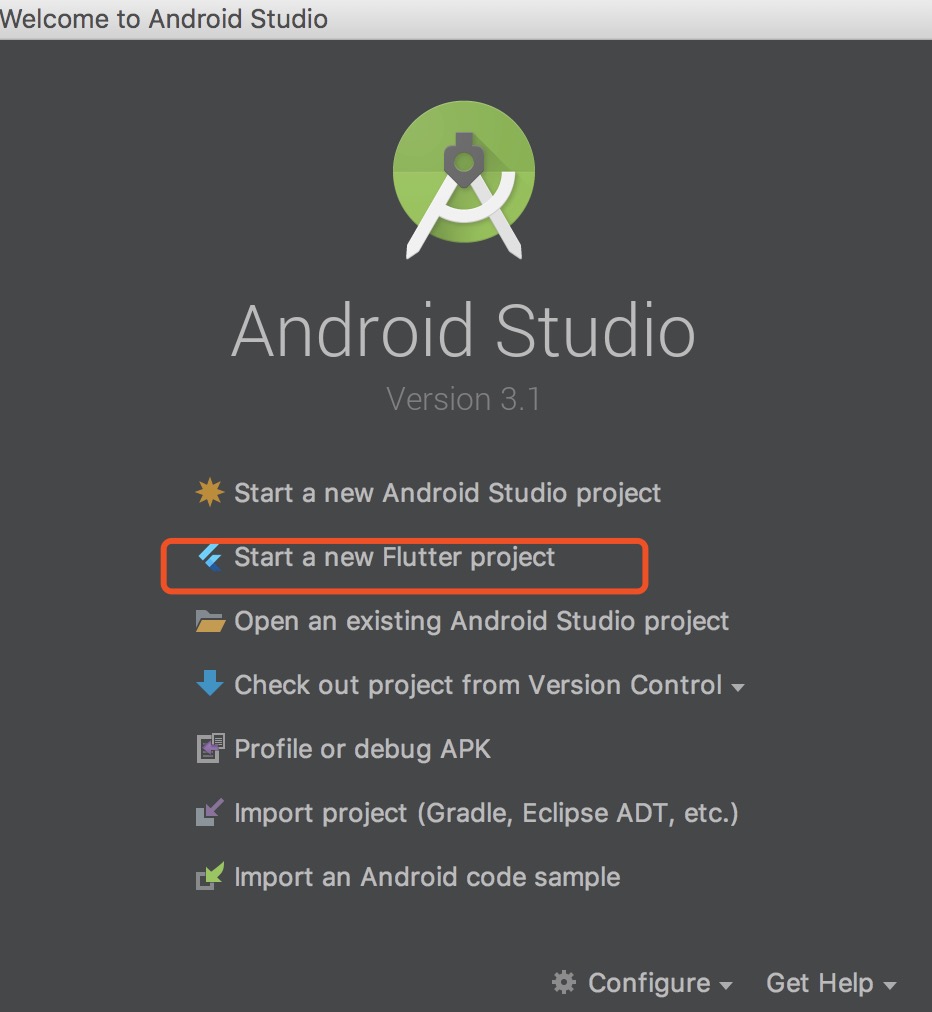 Welcome to Android Studio
Android Studio
Version 3.1
Start a new Android Studio project
Start a new Flutter project
Open an existing Android Studio project
Check out project from Version Control
Profile or debug APK
Import project (Gradle, Eclipse ADT, etc.)
Import an Android code sample
Configure Get Help